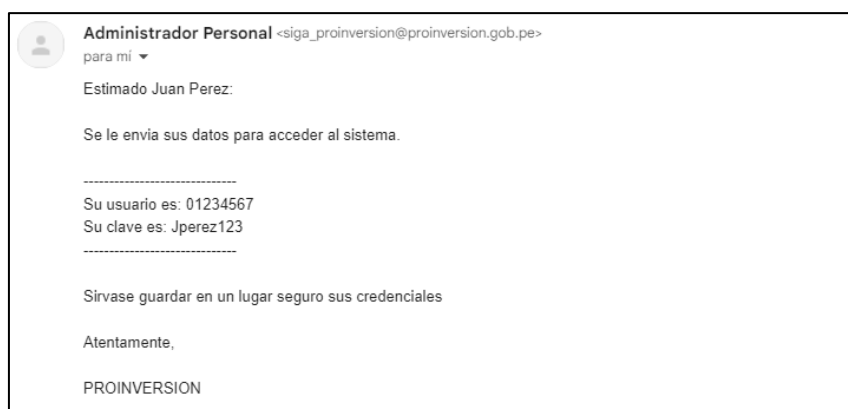 Administrador Personal <siga_proinversion@proinversion.gob.pe>
para mí
Estimado Juan Perez:
Se le envia sus datos para acceder al sistema.
------------------------------
Su usuario es: 01234567
Su clave es: Jperez123
------------------------------
Sirvase guardar en un lugar seguro sus credenciales
Atentamente,
PROINVERSION